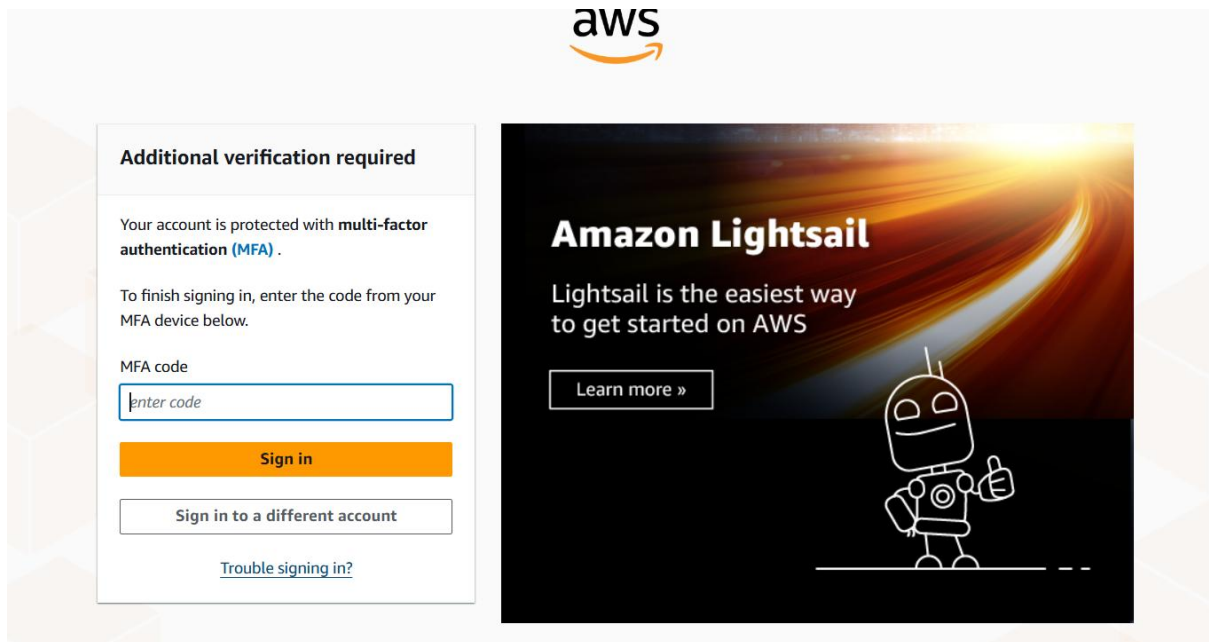 aws
Additional verification required
Your account is protected with multi-factor
authentication (MFA) .
To finish signing in, enter the code from your
MFA device below.
MFA code
enter code
Sign in
Sign in to a different account
Trouble signing in?
Amazon Lightsail
Lightsail is the easiest way
to get started on AWS
Learn more »